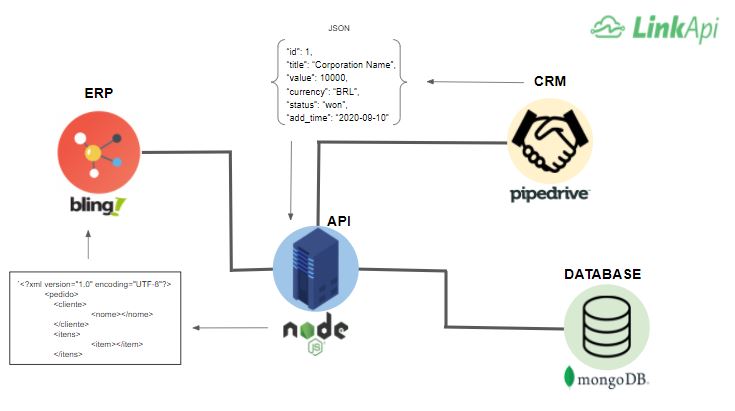 JSON
LinkApi
"id": 1,
"title": "Corporation Name",
"value": 10000,
"currency": "BRL",
"status": "won",
"add_time": "2020-09-10"
CRM
pipedrive
ERP
bling!
API
node
JS
DATABASE
mongoDB
`<?xml version="1.0" encoding="UTF-8"?>
<pedido>
<cliente>
<nome></nome>
</cliente>
<itens>
<item></item>
</itens>